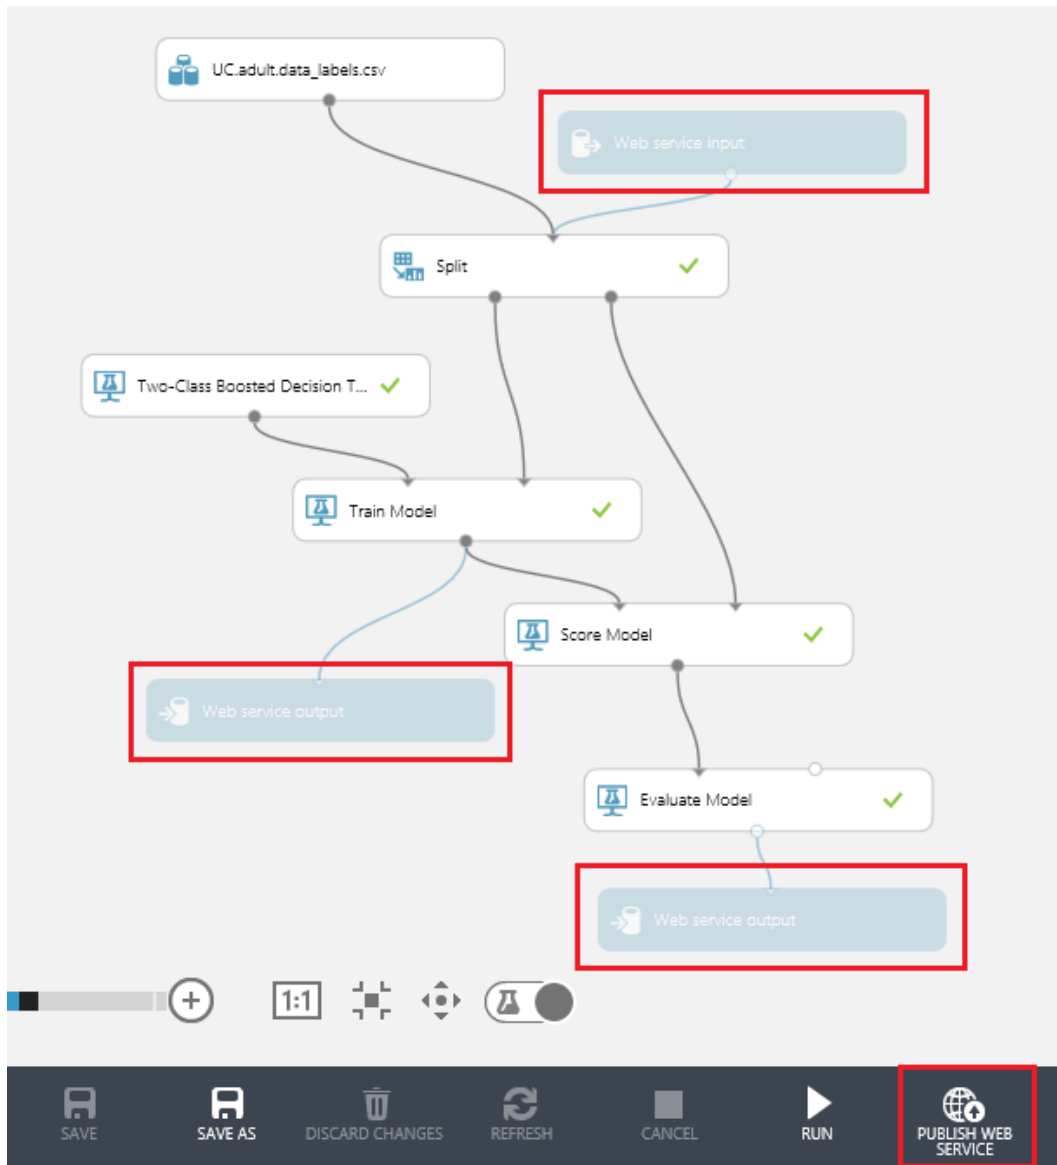 UC.adult.data_labels.csv
Web service input
Split
Two-Class Boosted Decision T...
Train Model
Score Model
Web service output
Evaluate Model
Web service output
1:1
SAVE
SAVE AS
DISCARD CHANGES
REFRESH
CANCEL
RUN
PUBLISH WEB
SERVICE